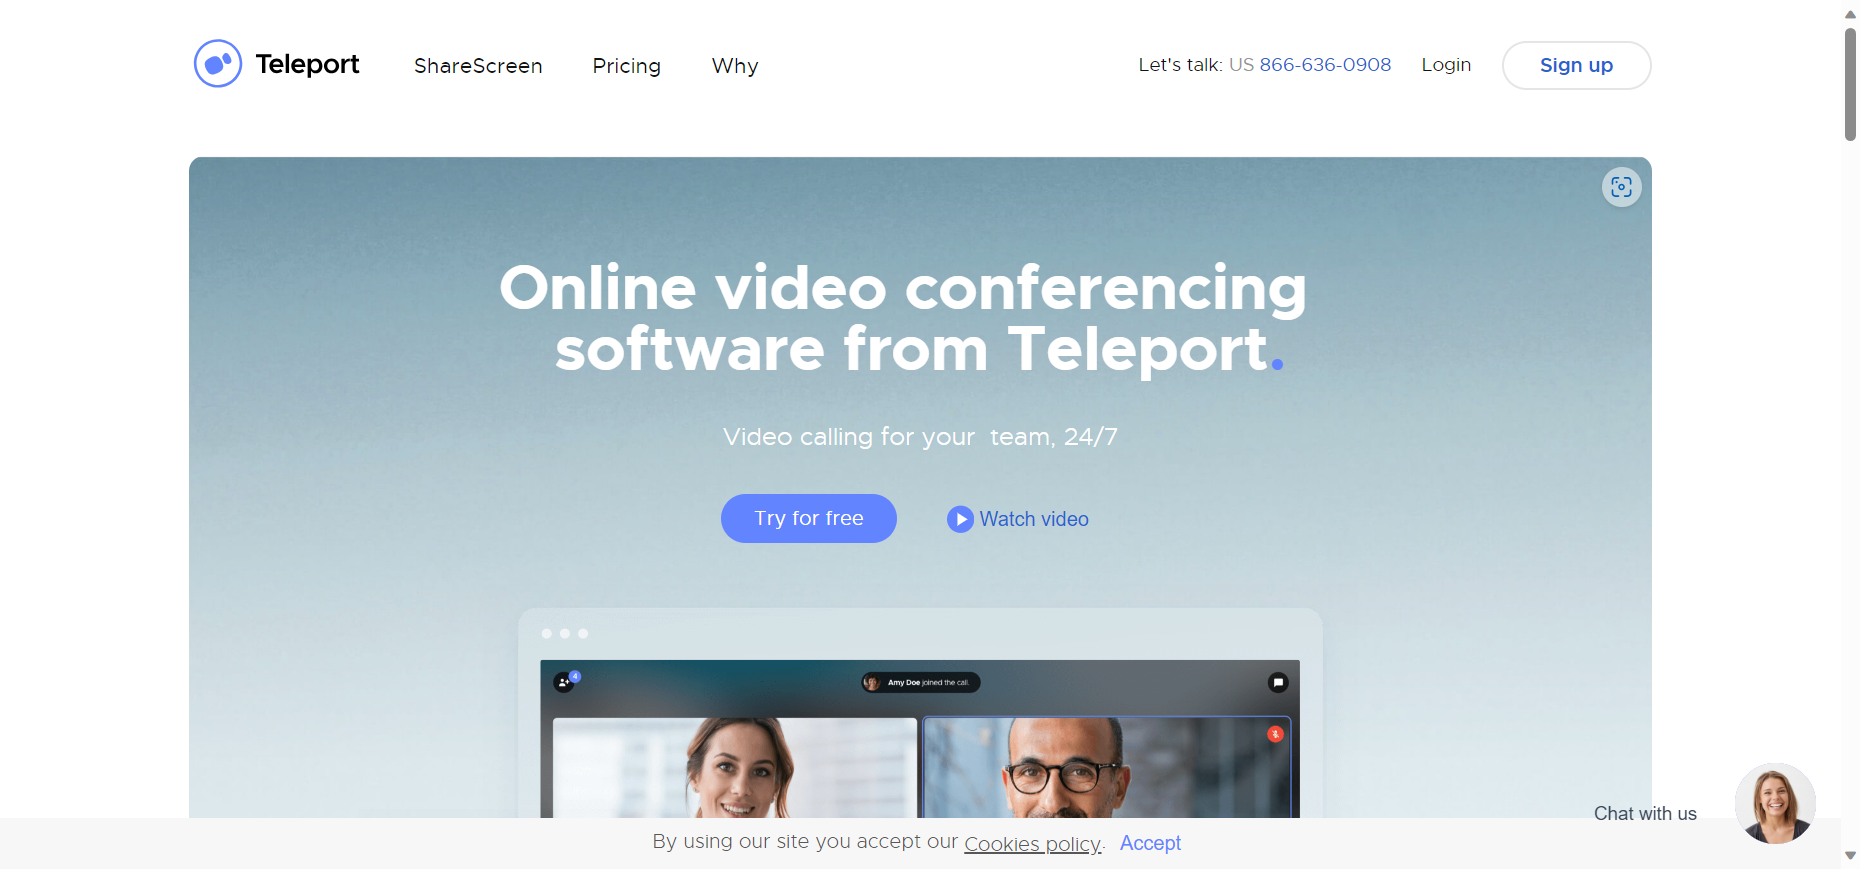 Teleport
ShareScreen
Pricing
Why
Let's talk: US 866-636-0908
Login
Sign up
Online video conferencing
software from Teleport.
Video calling for your team, 24/7
Try for free
Watch video
4
Amy Doe joined the call.
Chat with us
By using our site you accept our Cookies policy. Accept